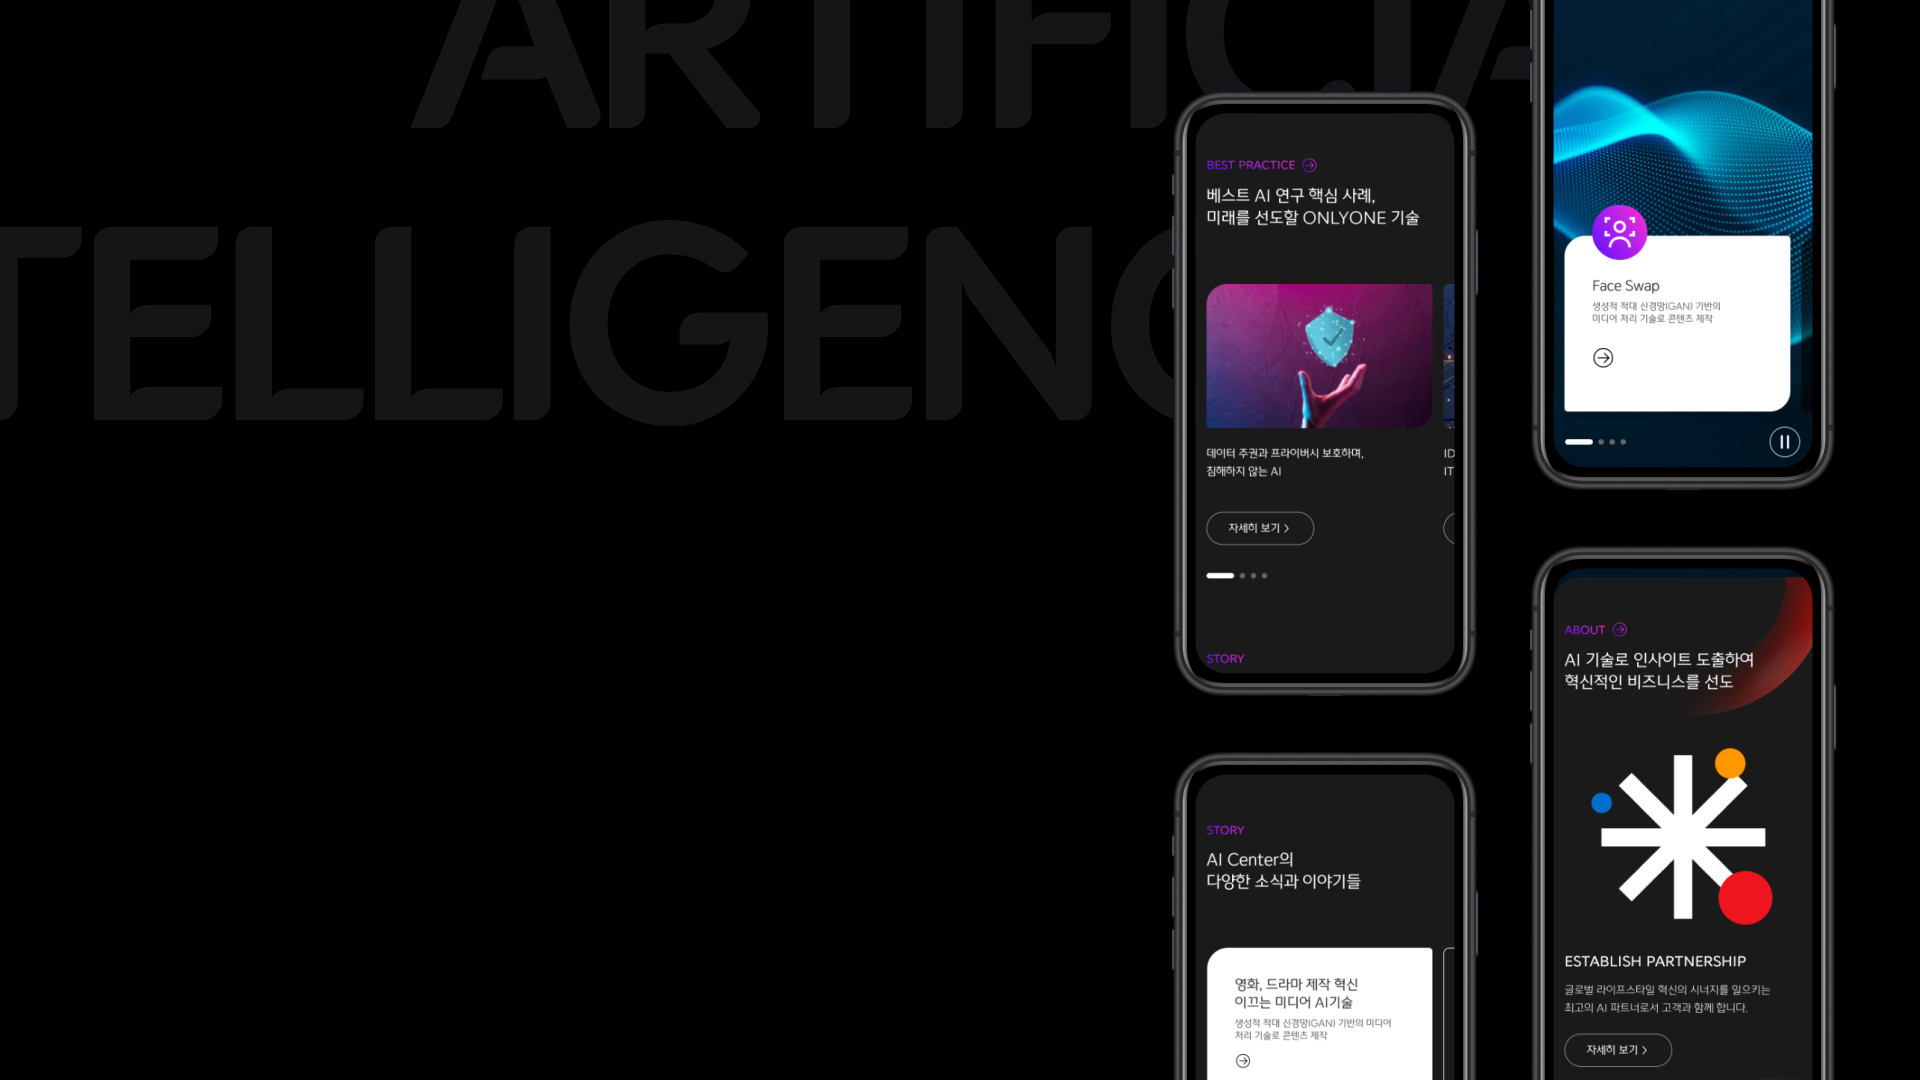 ARTIFICIA
TELLIGENC
BEST PRACTICE
베스트 AI 연구 핵심 사례,
미래를 선도할 ONLYONE 기술
데이터 주권과 프라이버시 보호하며,
침해하지 않는 AI
ID
IT
자세히 보기
STORY
Face Swap
생성적 적대 신경망(GAN) 기반의
미디어 처리 기술로 콘텐츠 제작
STORY
AI Center의
다양한 소식과 이야기들
영화, 드라마 제작 혁신
이끄는 미디어 AI기술
생성적 적대 신경망(GAN) 기반의 미디어
처리 기술로 콘텐츠 제작
ABOUT
AI 기술로 인사이트 도출하여
혁신적인 비즈니스를 선도
ESTABLISH PARTNERSHIP
글로벌 라이프스타일 혁신의 시너지를 일으키는
최고의 AI 파트너로서 고객과 함께 합니다.
자세히 보기